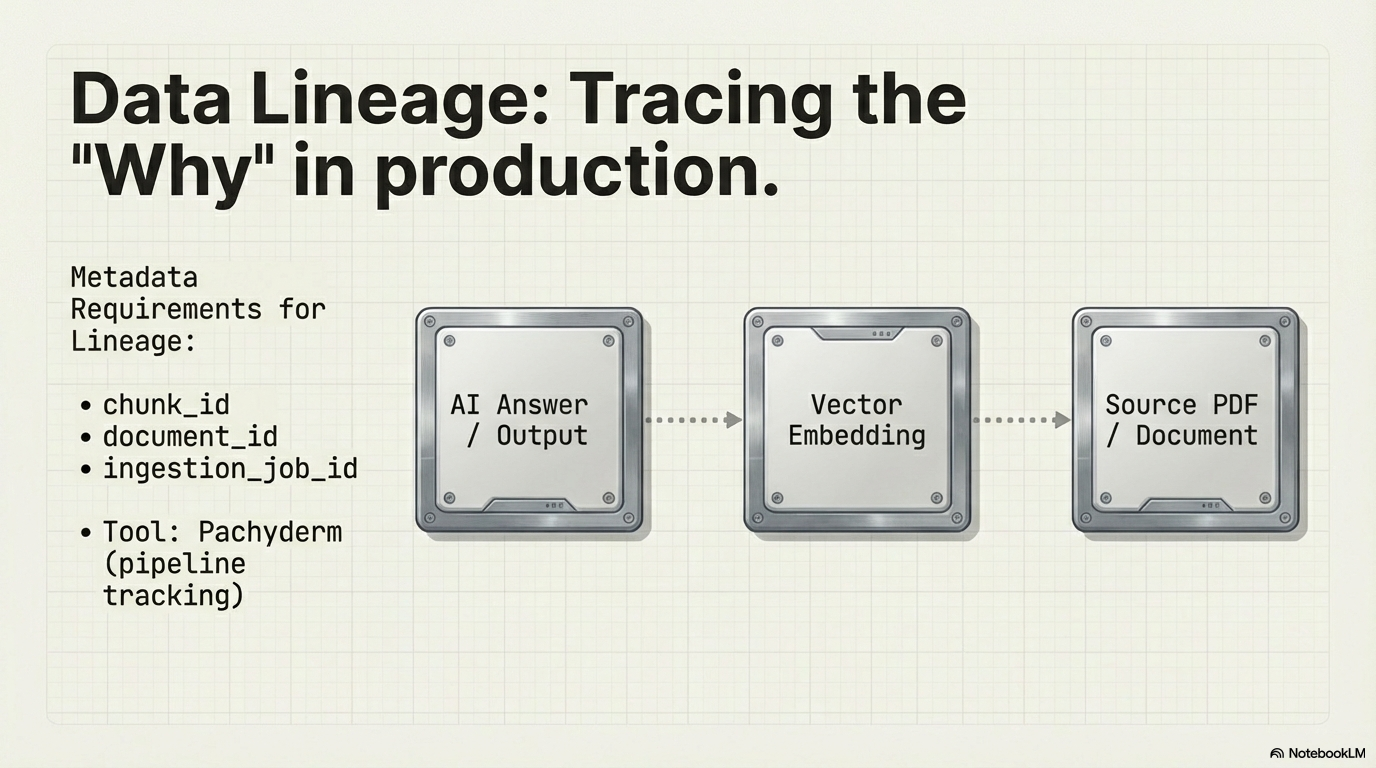 Data Lineage: Tracing the
"Why" in production.
Metadata
Requirements for
Lineage:
• chunk_id
• document_id
• ingestion_job_id
• Tool: Pachyderm
(pipeline
tracking)
AI Answer
/ Output
Vector
Embedding
Source PDF
/ Document
NotebookLM